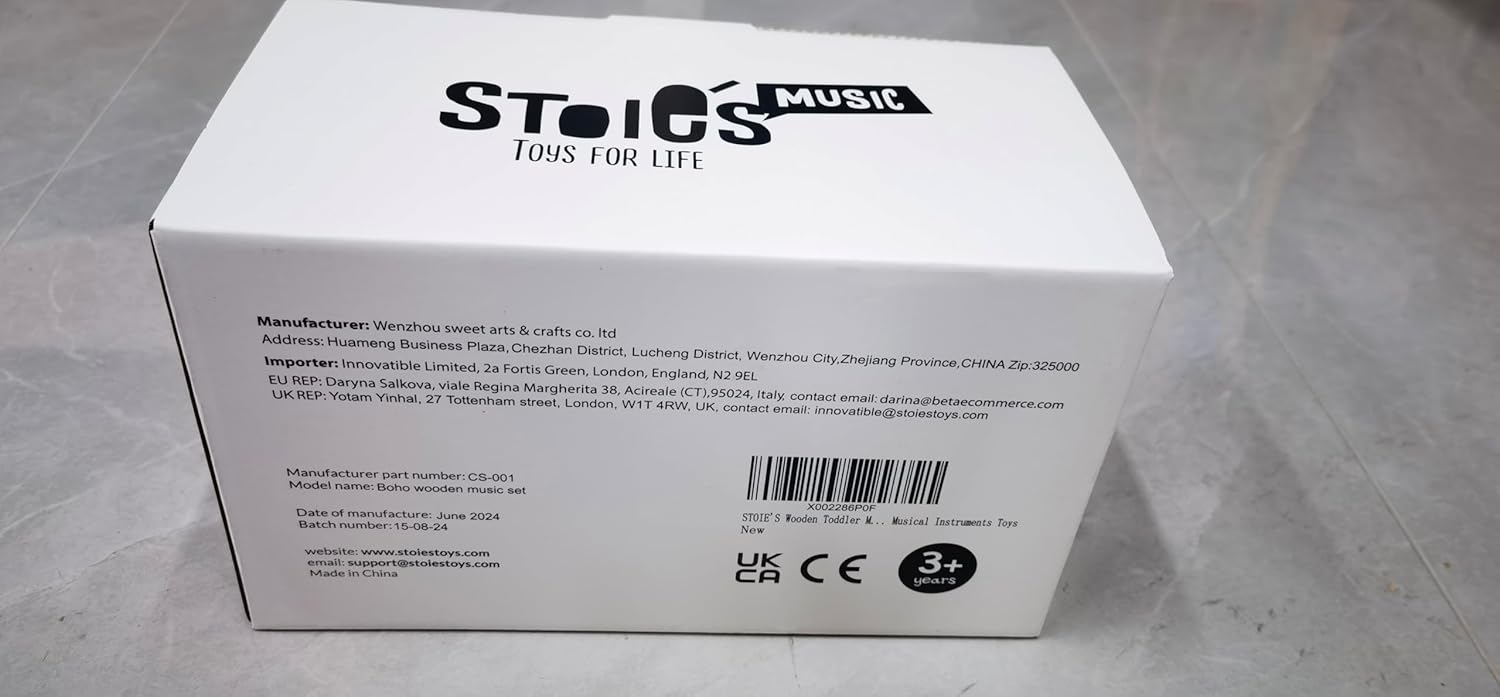 STOIE'S MUSIC
TOYS FOR LIFE
Manufacturer: Wenzhou sweet arts & crafts co. ltd
Address: Huameng Business Plaza, Chezhan District, Lucheng District, Wenzhou City,Zhejiang Province,CHINA Zip:325000
Importer: Innovatible Limited, 2a Fortis Green, London, England, N2 9EL
EU REP: Daryna Salkova, viale Regina Margherita 38, Acireale (CT),95024, Italy, contact email: darina@betaecommerce.com
UK REP: Yotam Yinhal, 27 Tottenham street, London, W1T 4RW, UK, contact email: innovatible@stoiestoys.com
Manufacturer part number: CS-001
Model name: Boho wooden music set
Date of manufacture: June 2024
Batch number: 15-08-24
website: www.stoiestoys.com
email: support@stoiestoys.com
Made in China
X002286P0F
STOIE'S Wooden Toddler M... Musical Instruments Toys
New
UK
CA
CE
3+
years